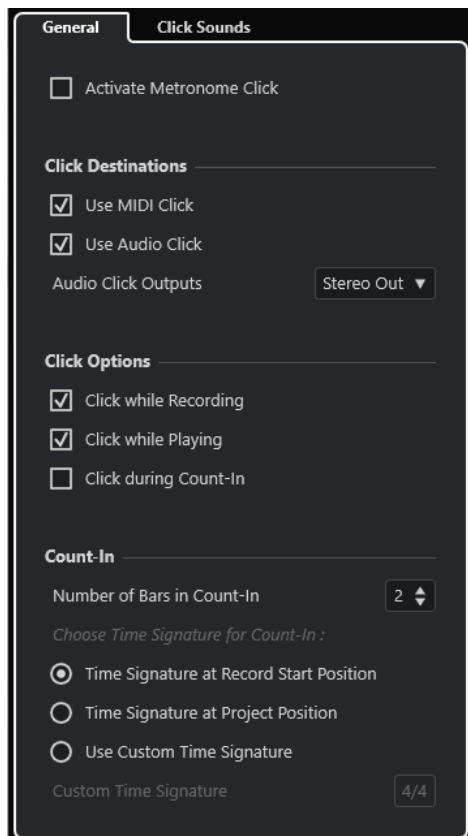 General Click Sounds
Activate Metronome Click
Click Destinations
Use MIDI Click
Use Audio Click
Audio Click Outputs Stereo Out
Click Options
Click while Recording
Click while Playing
Click during Count-In
Count-In
Number of Bars in Count-In 2
Choose Time Signature for Count-In :
Time Signature at Record Start Position
Time Signature at Project Position
Use Custom Time Signature
Custom Time Signature 4/4